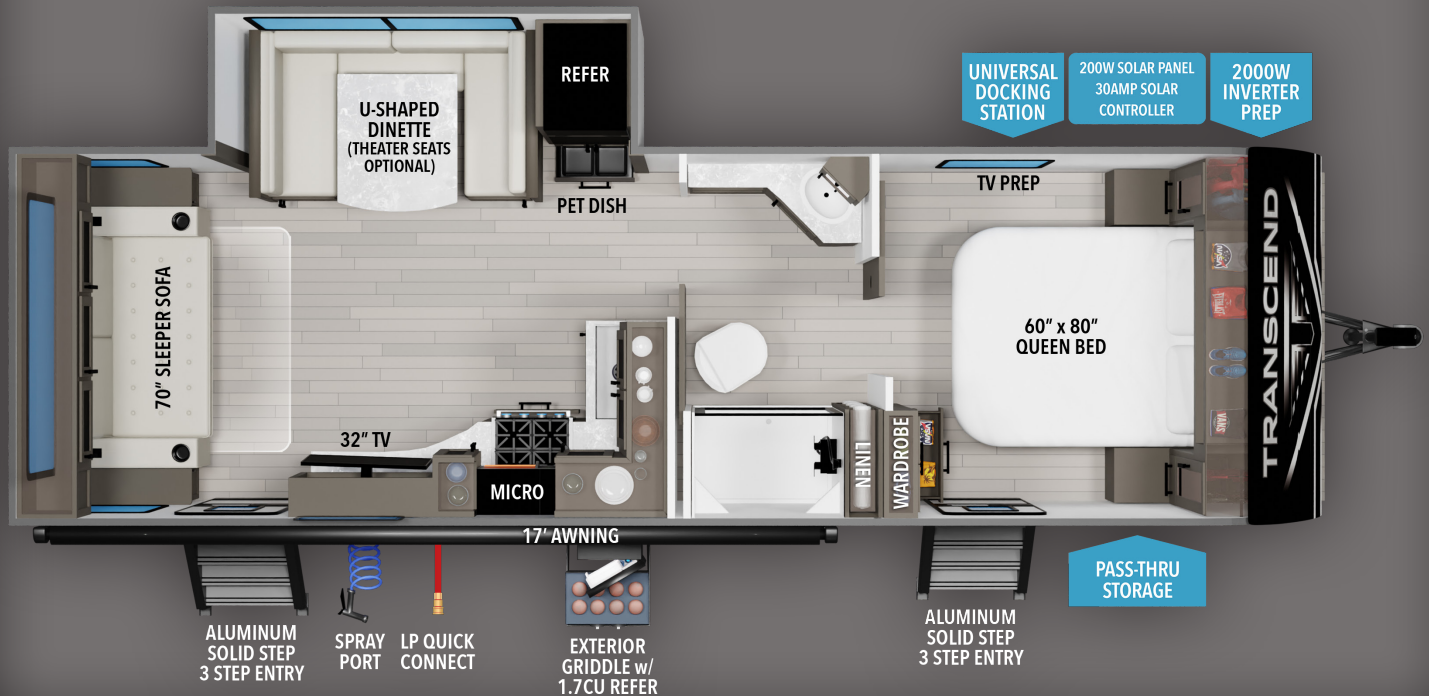 REFER
U-SHAPED
DINETTE
(THEATER SEATS
OPTIONAL)
PET DISH
UNIVERSAL
DOCKING
STATION
200W SOLAR PANEL
30AMP SOLAR
CONTROLLER
2000W
INVERTER
PREP
TV PREP
70” SLEEPER SOFA
60” x 80”
QUEEN BED
TRANSCEND
VANS
32” TV
MICRO
LINEN
WARDROBE
17’ AWNING
PASS-THRU
STORAGE
ALUMINUM
SOLID STEP
3 STEP ENTRY
SPRAY
PORT
LP QUICK
CONNECT
EXTERIOR
GRIDDLE w/
1.7CU REFER
ALUMINUM
SOLID STEP
3 STEP ENTRY